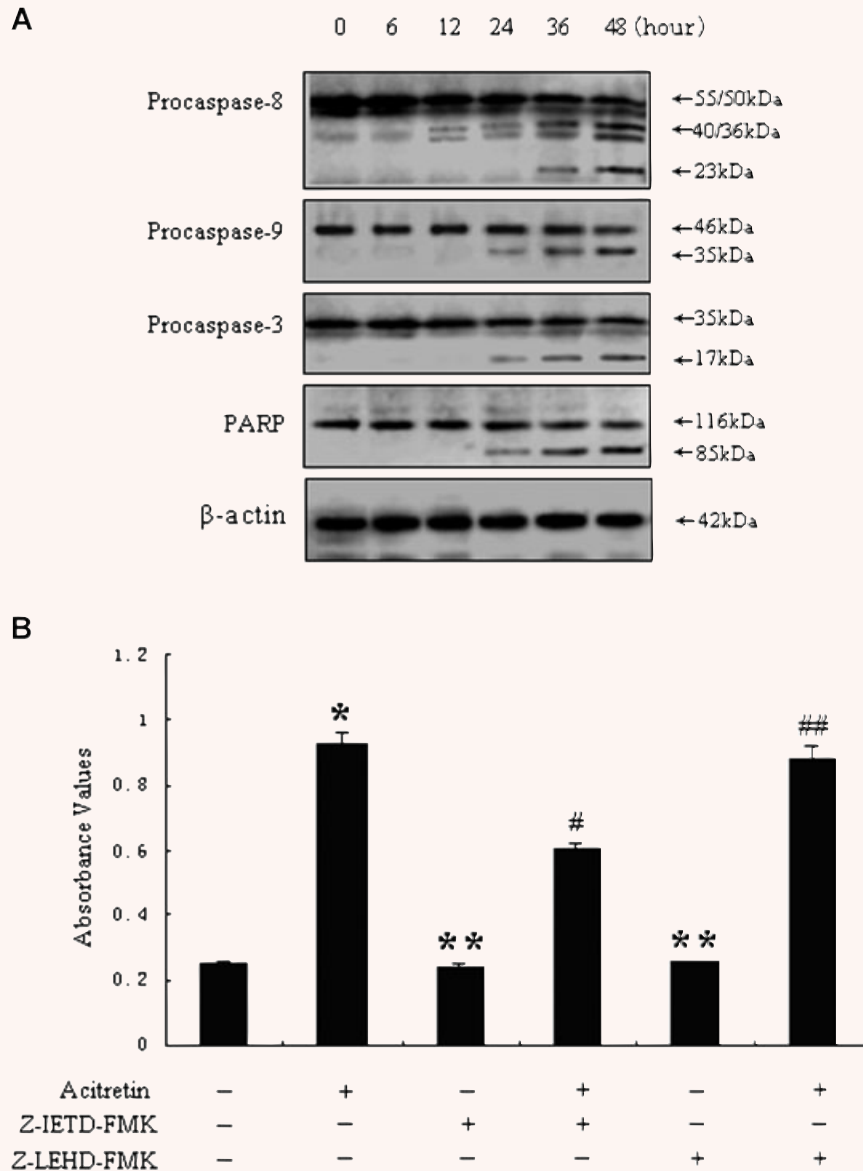 A
0 6 12 24 36 48 (hour)
Procaspase-8
←55/50kDa
←40/36kDa
←23kDa
Procaspase-9
←46kDa
←35kDa
Procaspase-3
←35kDa
←17kDa
PARP
←116kDa
←85kDa
β-actin
←42kDa
B
Absorbance Values
1.2
1
0.8
0.6
0.4
0.2
0
*
**
#
**
##
Acitretin − + − + − +
Z-IETD-FMK − − + + − −
Z-LEHD-FMK − − − − + +